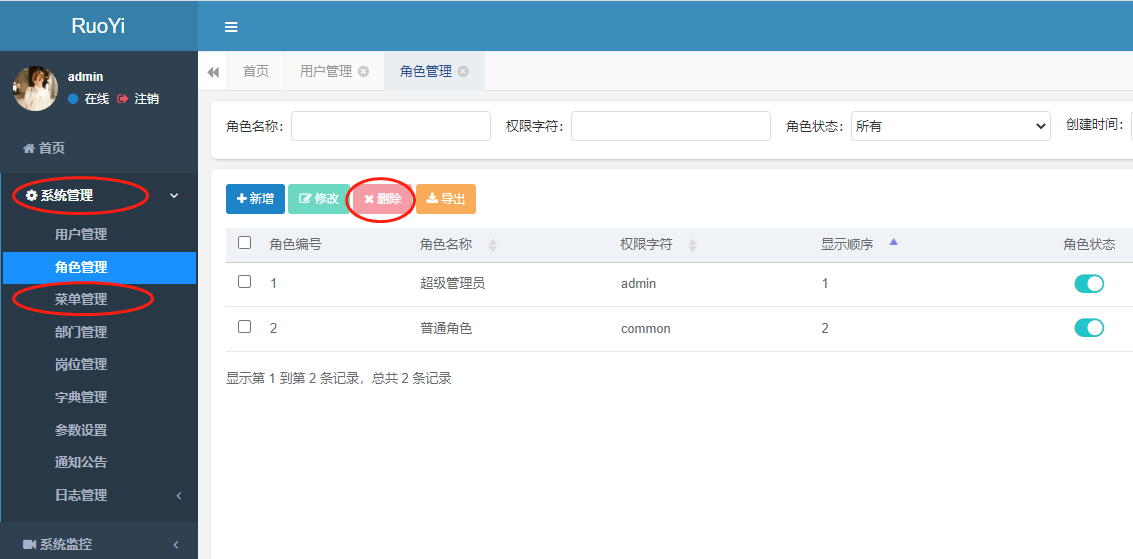 RuoYi
admin
在线 注销
首页
系统管理
用户管理
角色管理
菜单管理
部门管理
岗位管理
字典管理
参数设置
通知公告
日志管理
系统监控
首页 用户管理 角色管理
角色名称： 权限字符： 角色状态： 所有 创建时间：
新增 修改 删除 导出
角色编号 角色名称 权限字符 显示顺序 角色状态
1 超级管理员 admin 1
2 普通角色 common 2
显示第 1 到第 2 条记录，总共 2 条记录